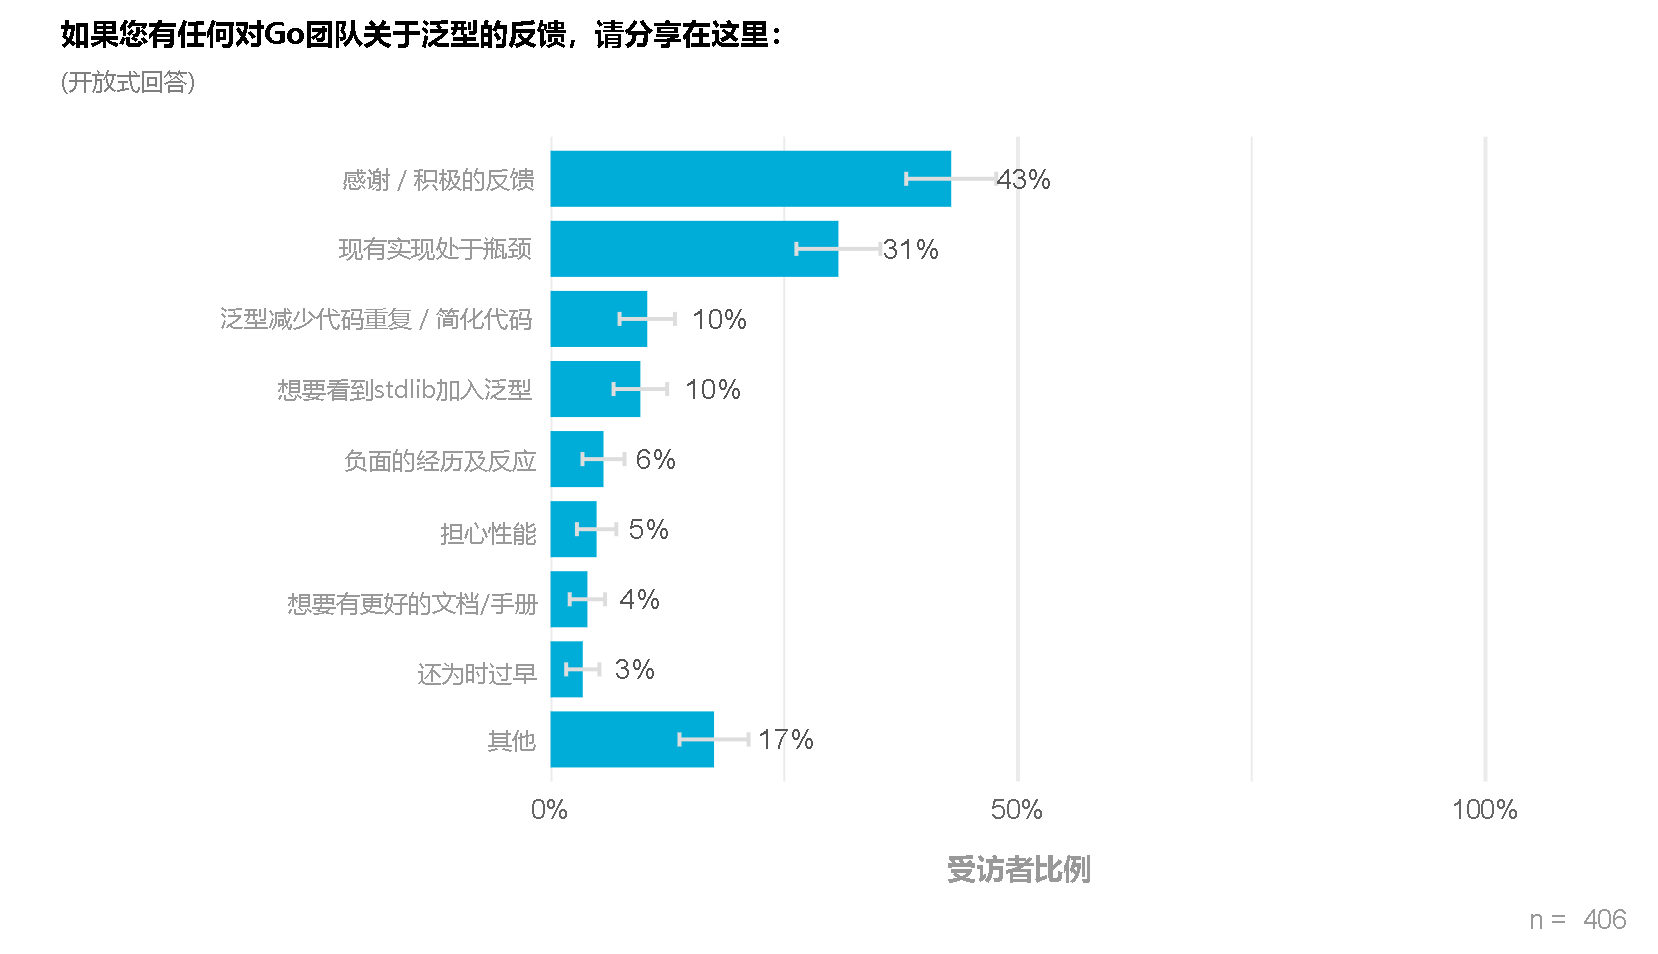 如果您有任何对Go团队关于泛型的反馈，请分享在这里：
(开放式回答)
感谢 / 积极的反馈 43%
现有实现处于瓶颈 31%
泛型减少代码重复 / 简化代码 10%
想要看到stdlib加入泛型 10%
负面的经历及反应 6%
担心性能 5%
想要有更好的文档/手册 4%
还为时过早 3%
其他 17%
0% 50% 100%
受访者比例
n = 406